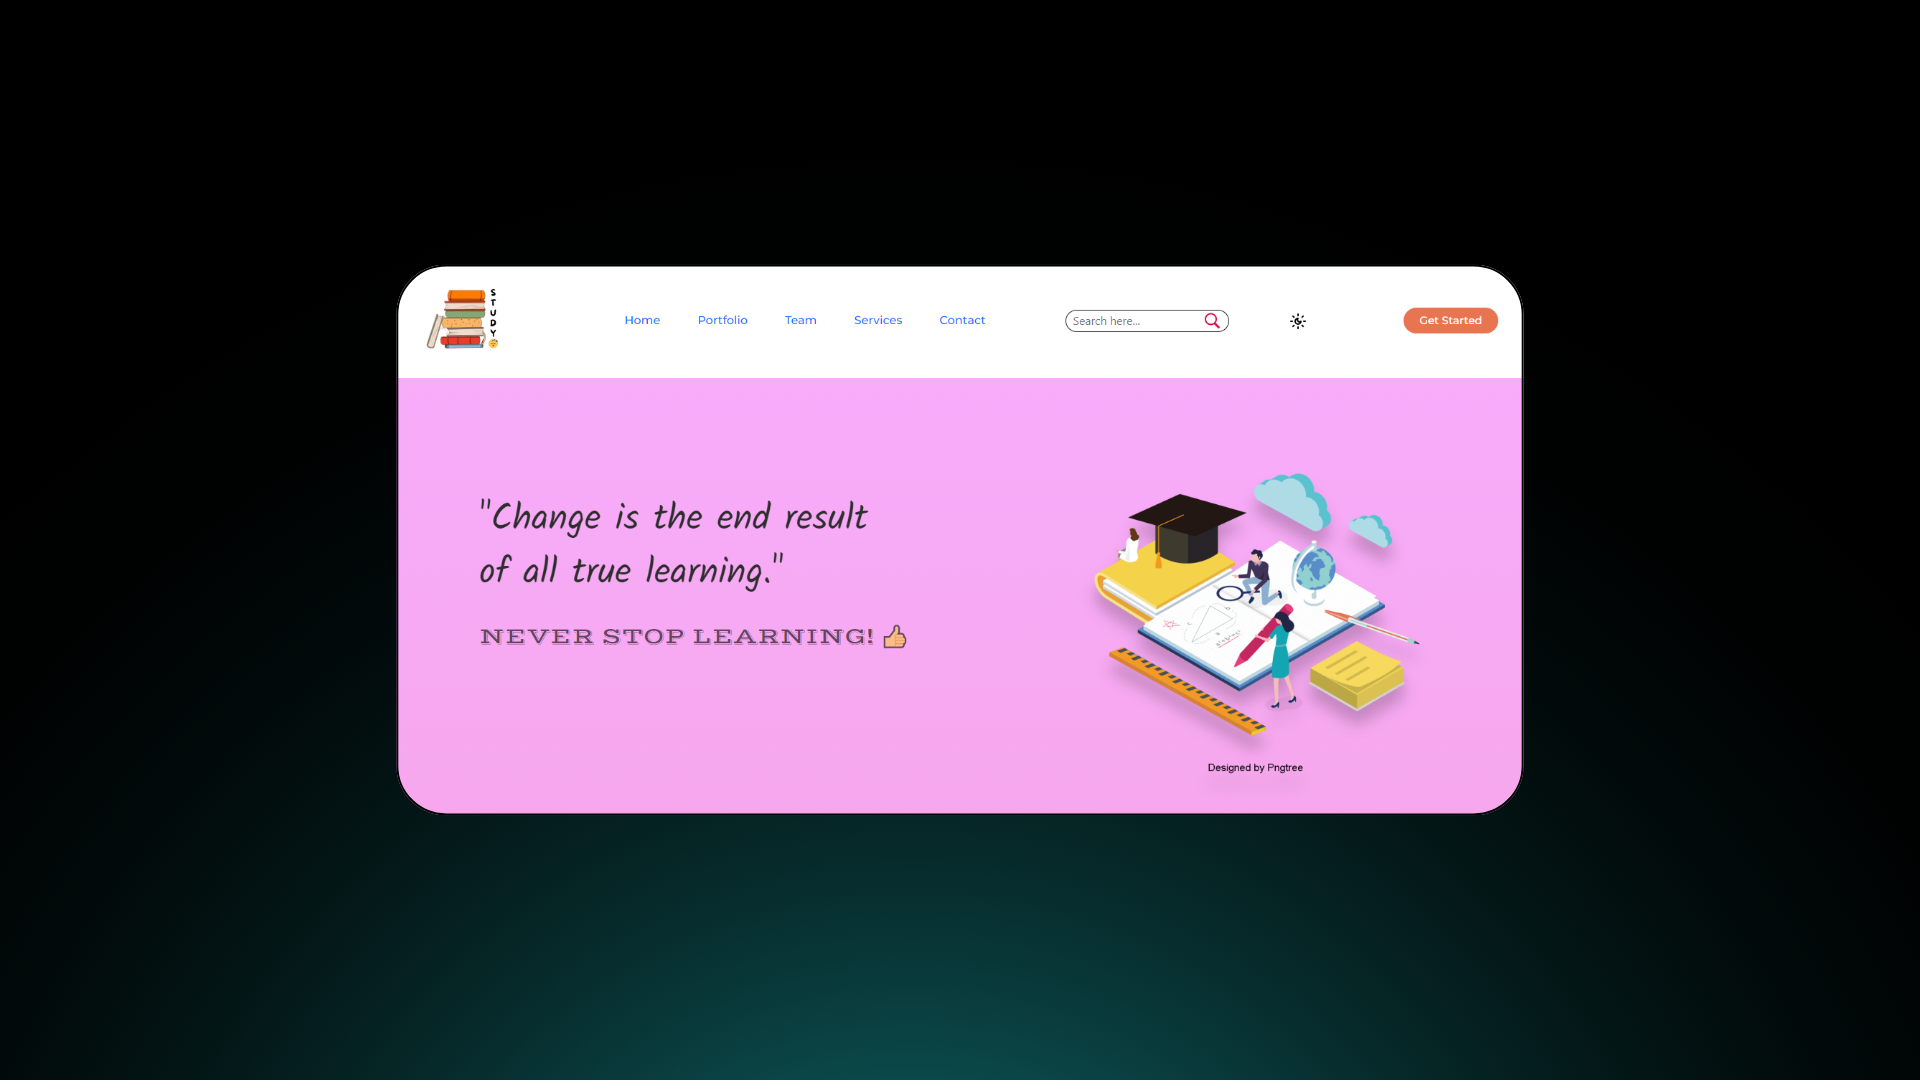 STUDY
Home
Portfolio
Team
Services
Contact
Search here...
Get Started
"Change is the end result
of all true learning."
NEVER STOP LEARNING! 👍
Designed by Pngtree